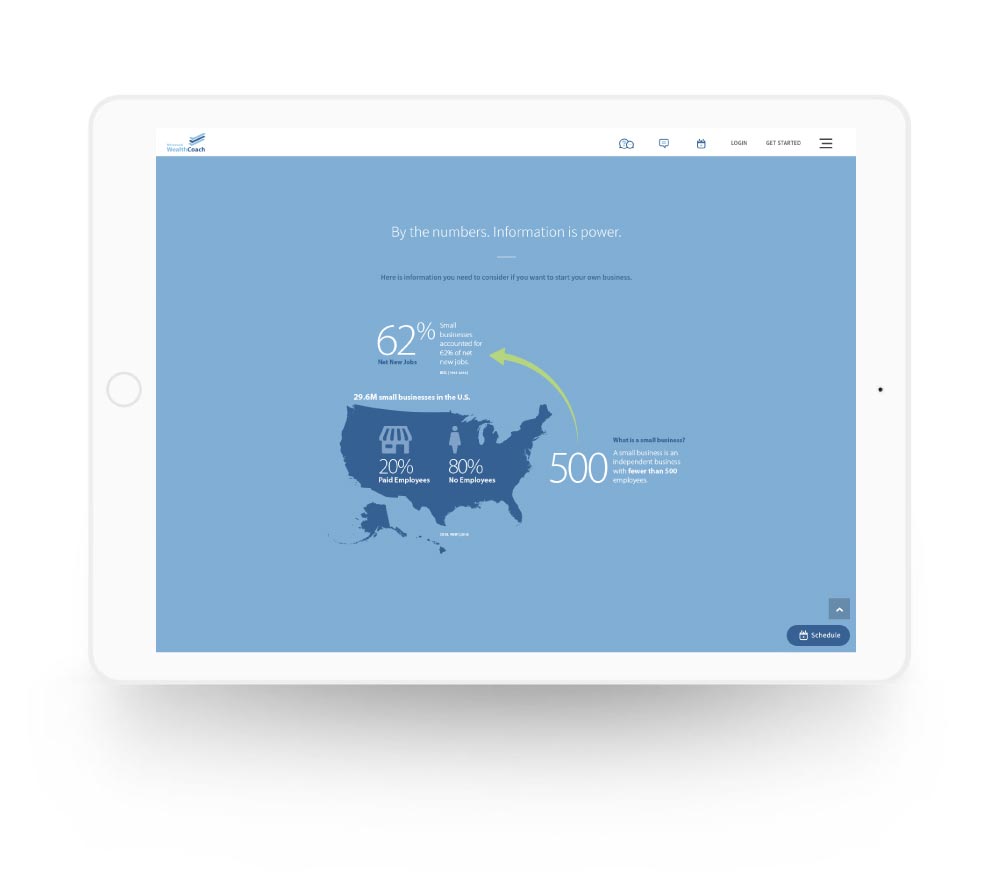 WealthCoach
LOGIN
GET STARTED
By the numbers. Information is power.
Here is information you need to consider if you want to start your own business.
62%
Net New Jobs
Small
businesses
accounted for
62% of net
new jobs.
29.6M small businesses in the U.S.
20%
Paid Employees
80%
No Employees
500
What is a small business?
A small business is an
independent business
with fewer than 500
employees.
Schedule